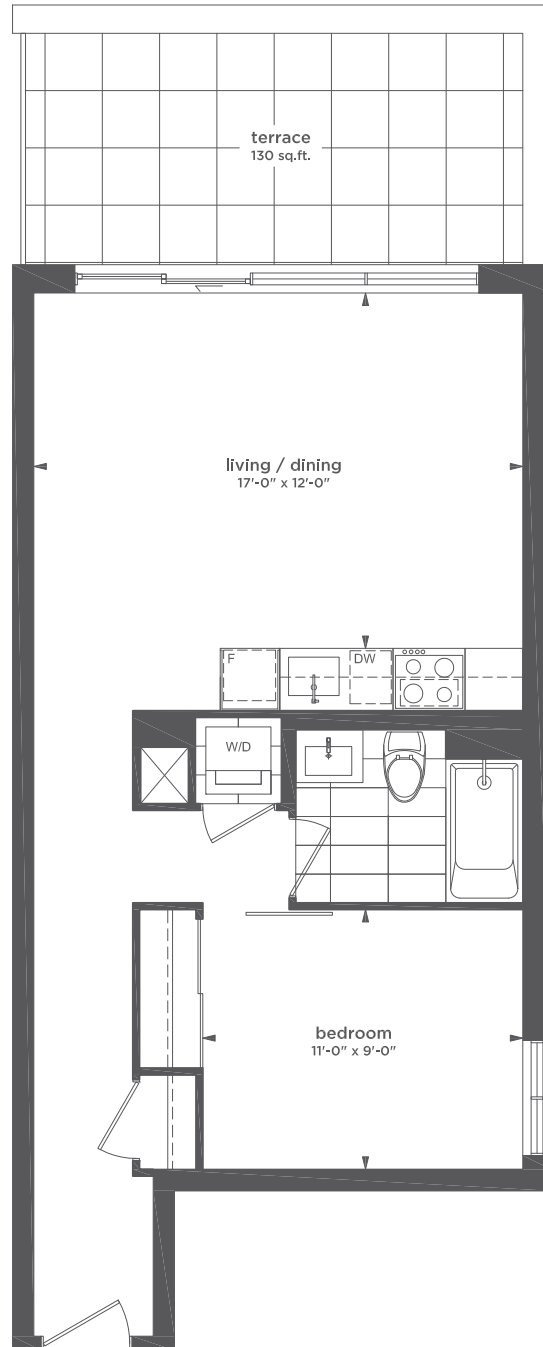 terrace
130 sq.ft.
living / dining
17'-0" x 12'-0"
F
DW
W/D
bedroom
11'-0" x 9'-0"